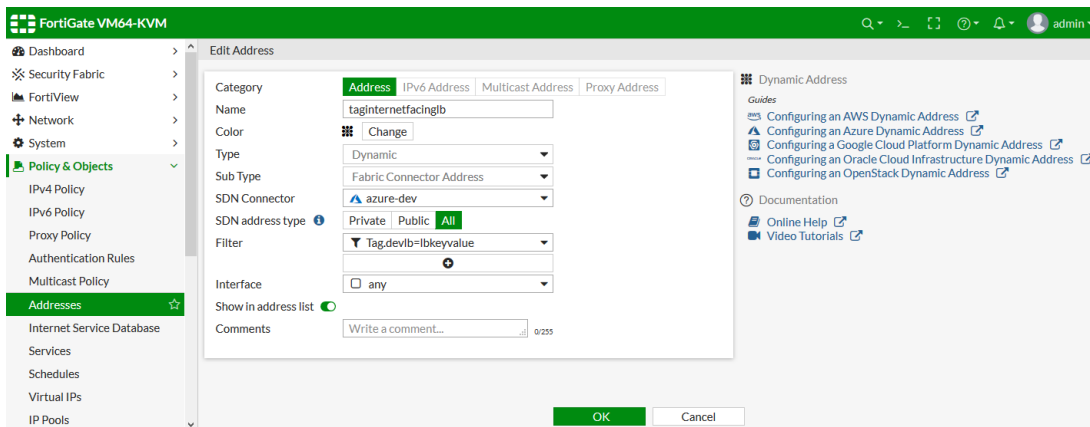 FortiGate VM64-KVM
admin
Dashboard
Security Fabric
FortiView
Network
System
Policy & Objects
IPv4 Policy
IPv6 Policy
Proxy Policy
Authentication Rules
Multicast Policy
Addresses
Internet Service Database
Services
Schedules
Virtual IPs
IP Pools
Edit Address
Category Address IPv6 Address Multicast Address Proxy Address
Name taginternetfacinglb
Color Change
Type Dynamic
Sub Type Fabric Connector Address
SDN Connector azure-dev
SDN address type Private Public All
Filter Tag.devlb=lbkeyvalue
Interface any
Show in address list
Comments Write a comment... 0/255
OK Cancel
Dynamic Address
Guides
aws Configuring an AWS Dynamic Address
Configuring an Azure Dynamic Address
Configuring a Google Cloud Platform Dynamic Address
Configuring an Oracle Cloud Infrastructure Dynamic Address
Configuring an OpenStack Dynamic Address
Documentation
Online Help
Video Tutorials